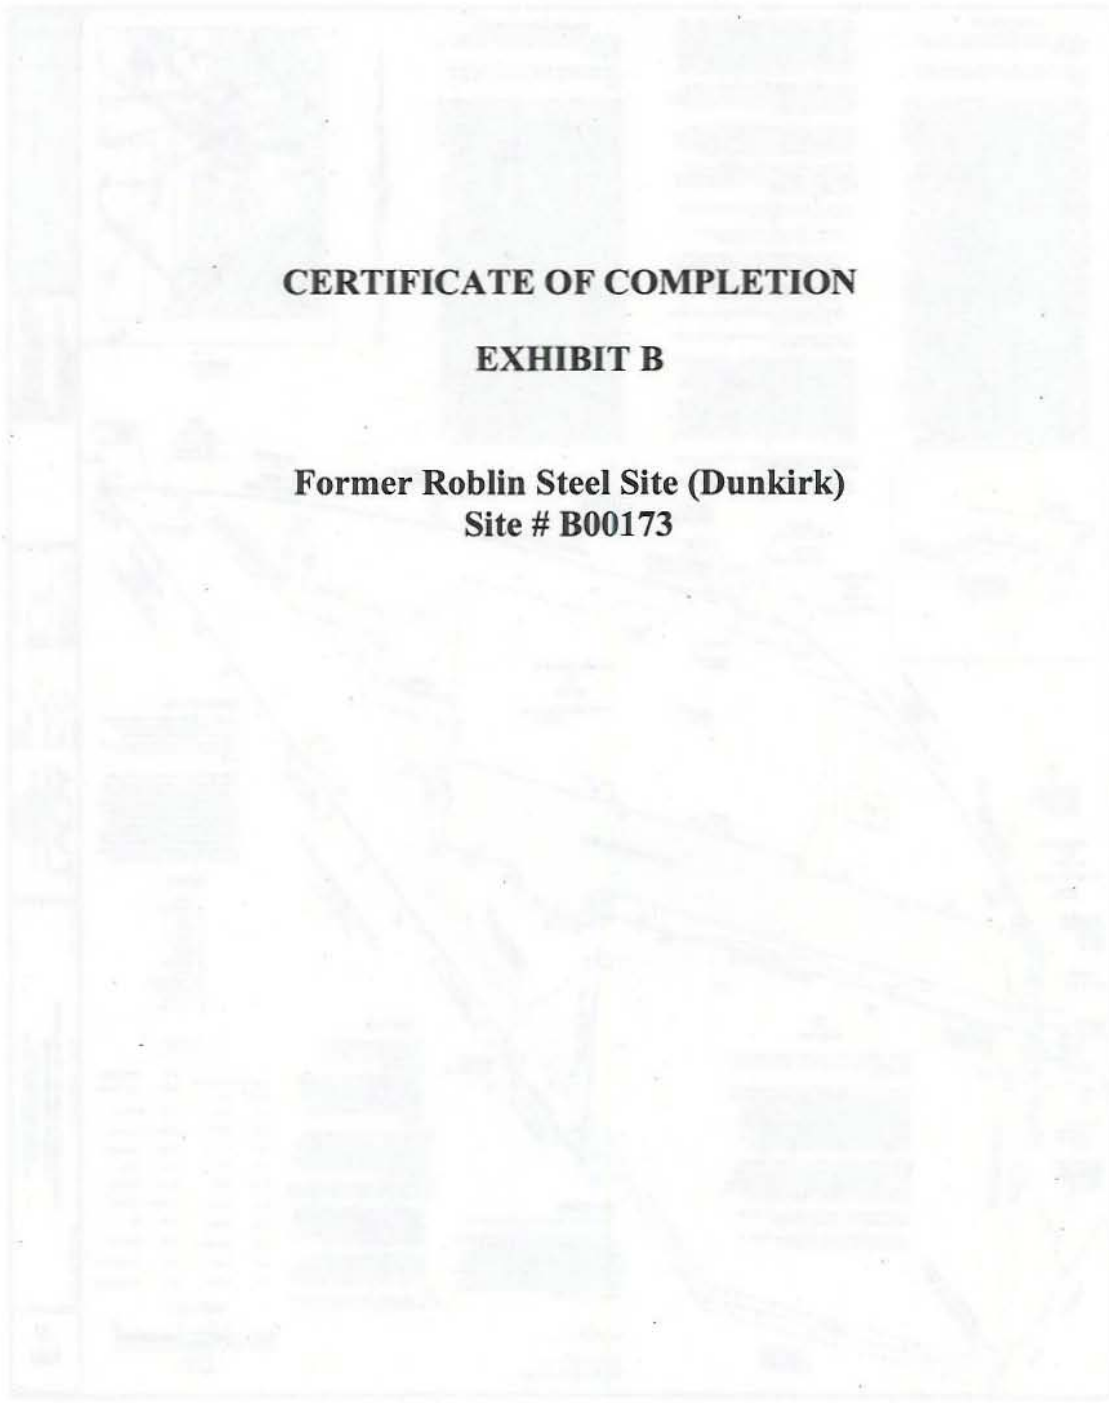 CERTIFICATE OF COMPLETION
EXHIBIT B
Former Roblin Steel Site (Dunkirk)
Site # B00173